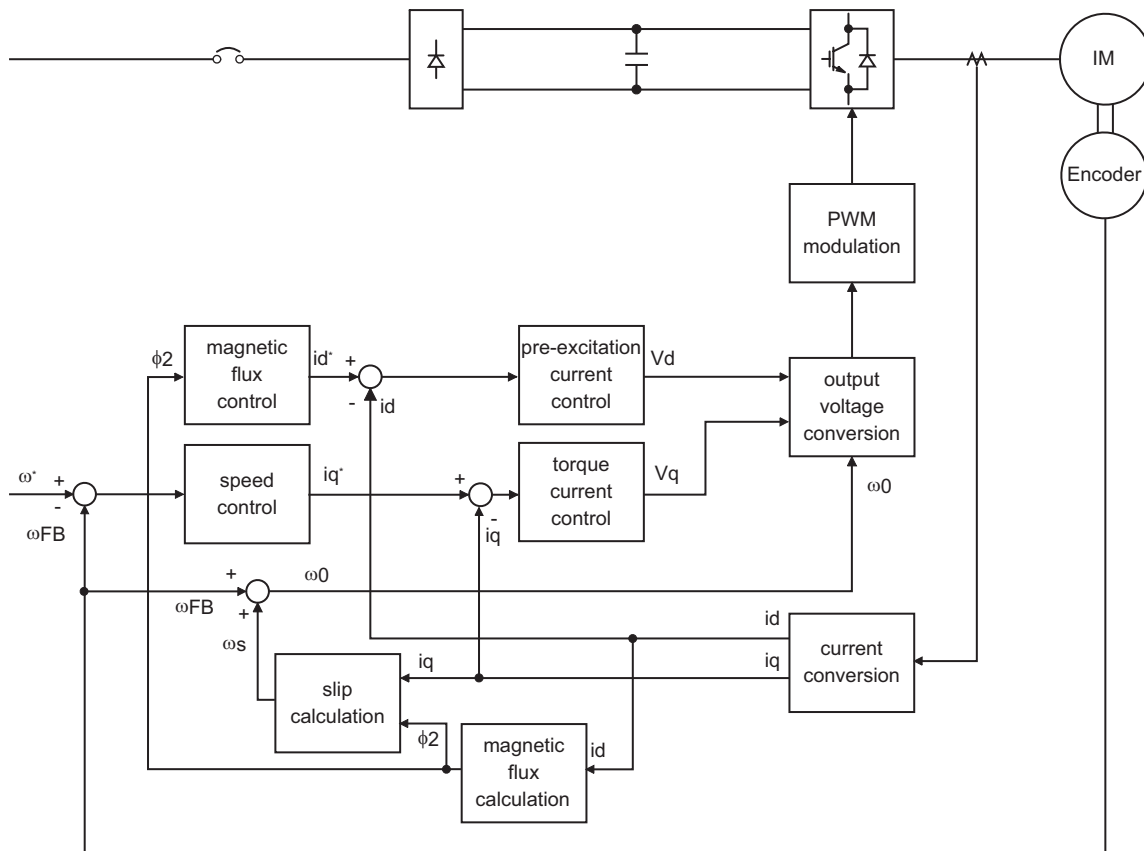 IM
Encoder
PWM
modulation
ϕ2
magnetic
flux
control
id*
+
-
id
pre-excitation
current
control
Vd
output
voltage
conversion
ω*
+
-
ωFB
speed
control
iq*
+
-
iq
torque
current
control
Vq
ω0
+
ωFB
+
ω0
ωs
slip
calculation
iq
ϕ2
id
iq
current
conversion
magnetic
flux
calculation
id